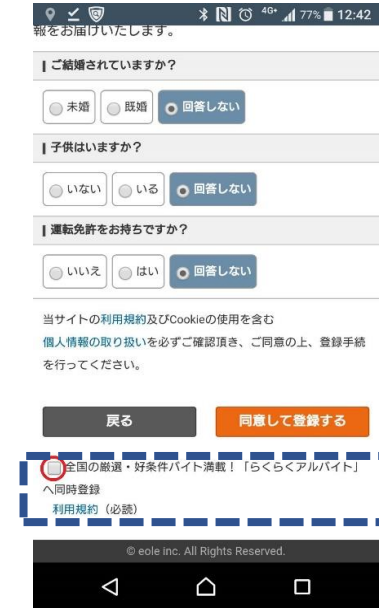 4G+ 77% 12:42
報をお届けいたします。
ご結婚されていますか？
未婚 既婚 回答しない
子供はいますか？
いない いる 回答しない
運転免許をお持ちですか？
いいえ はい 回答しない
当サイトの利用規約及びCookieの使用を含む
個人情報の取り扱いを必ずご確認頂き、ご同意の上、登録手続
を行ってください。
戻る 同意して登録する
全国の厳選・好条件バイト満載！「らくらくアルバイト」
へ同時登録
利用規約（必読）
© eole inc. All Rights Reserved.